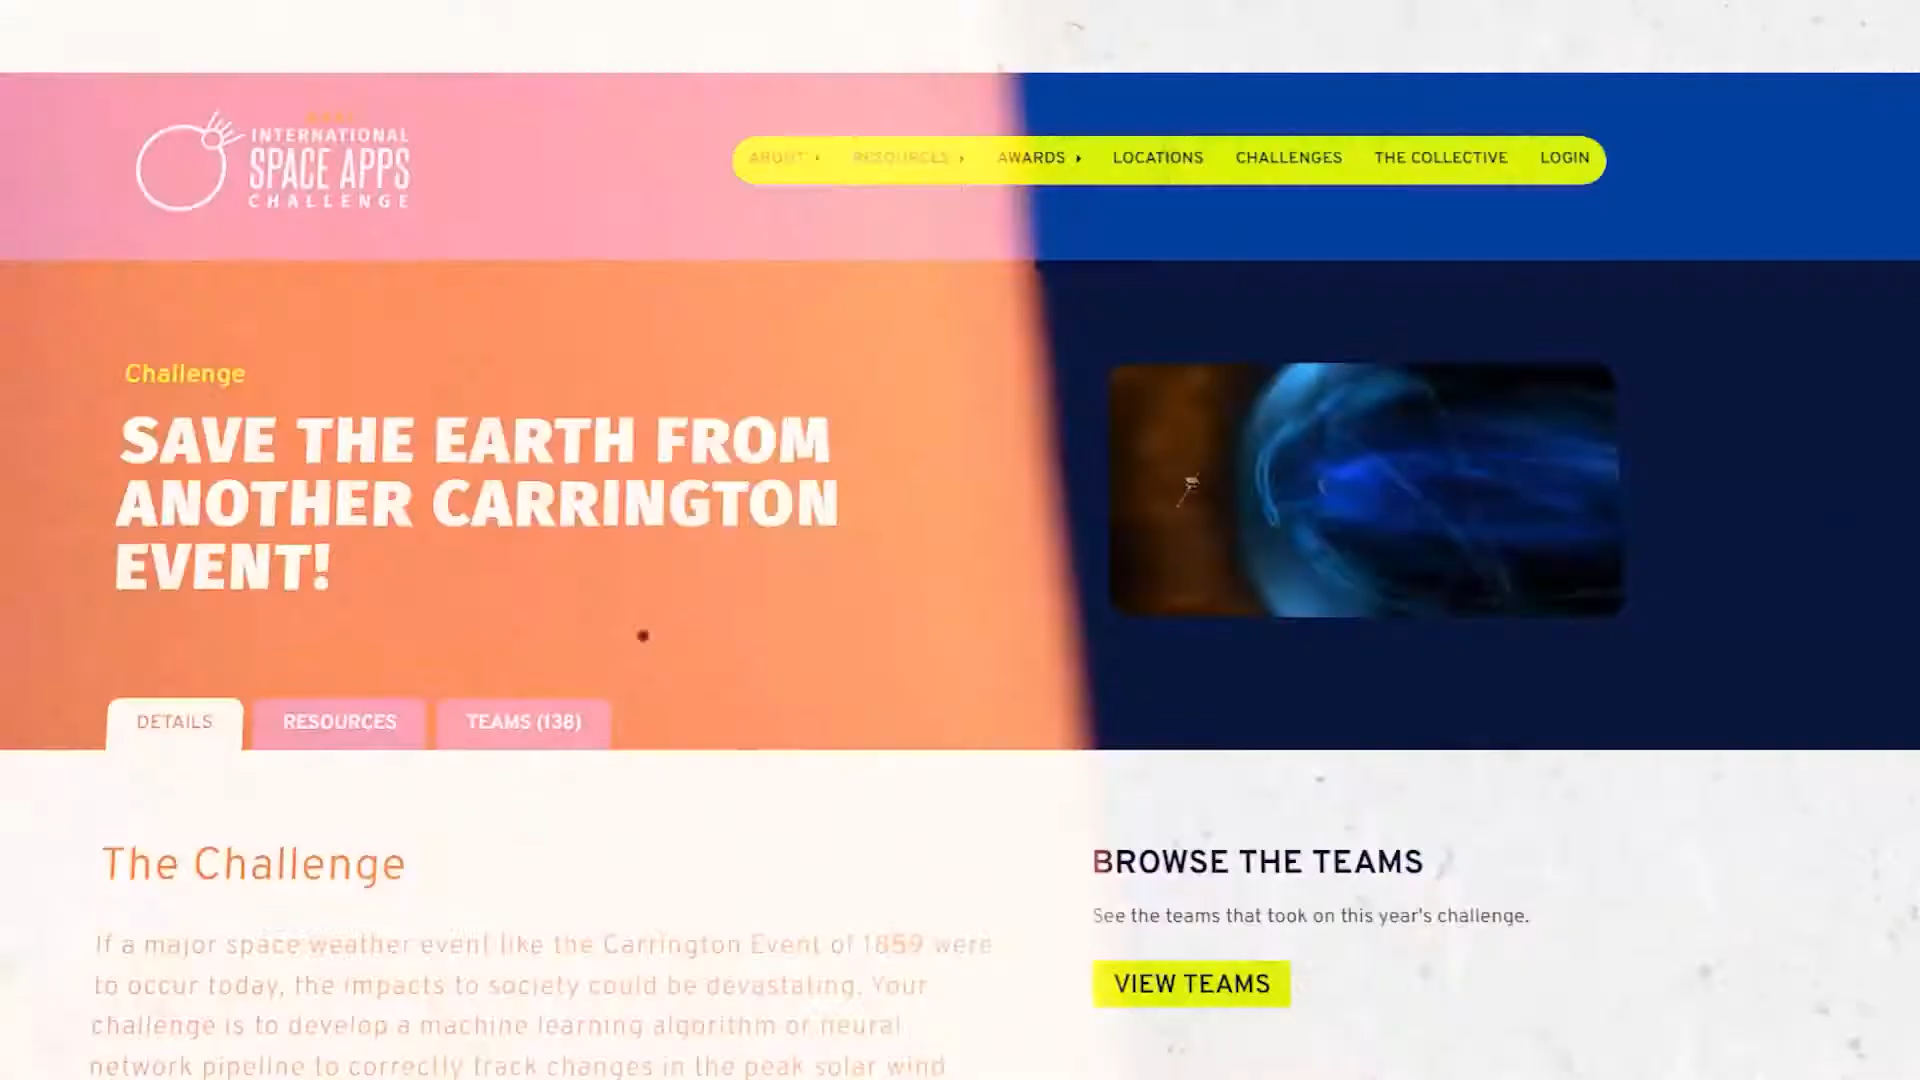 INTERNATIONAL
SPACE APPS
CHALLENGE
ABOUT RESOURCES AWARDS LOCATIONS CHALLENGES THE COLLECTIVE LOGIN
Challenge
SAVE THE EARTH FROM
ANOTHER CARRINGTON
EVENT!
DETAILS RESOURCES TEAMS (138)
The Challenge
If a major space weather event like the Carrington Event of 1859 were
to occur today, the impacts to society could be devastating. Your
challenge is to develop a machine learning algorithm or neural
network pipeline to correctly track changes in the peak solar wind
BROWSE THE TEAMS
See the teams that took on this year's challenge.
VIEW TEAMS